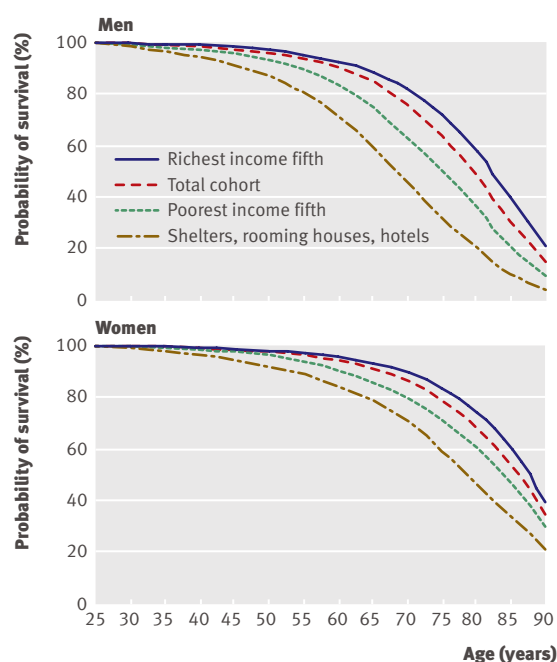 Men
Probability of survival (%)
100
80
60
40
20
0
Richest income fifth
Total cohort
Poorest income fifth
Shelters, rooming houses, hotels
Women
Probability of survival (%)
100
80
60
40
20
0
25 30 35 40 45 50 55 60 65 70 75 80 85 90
Age (years)